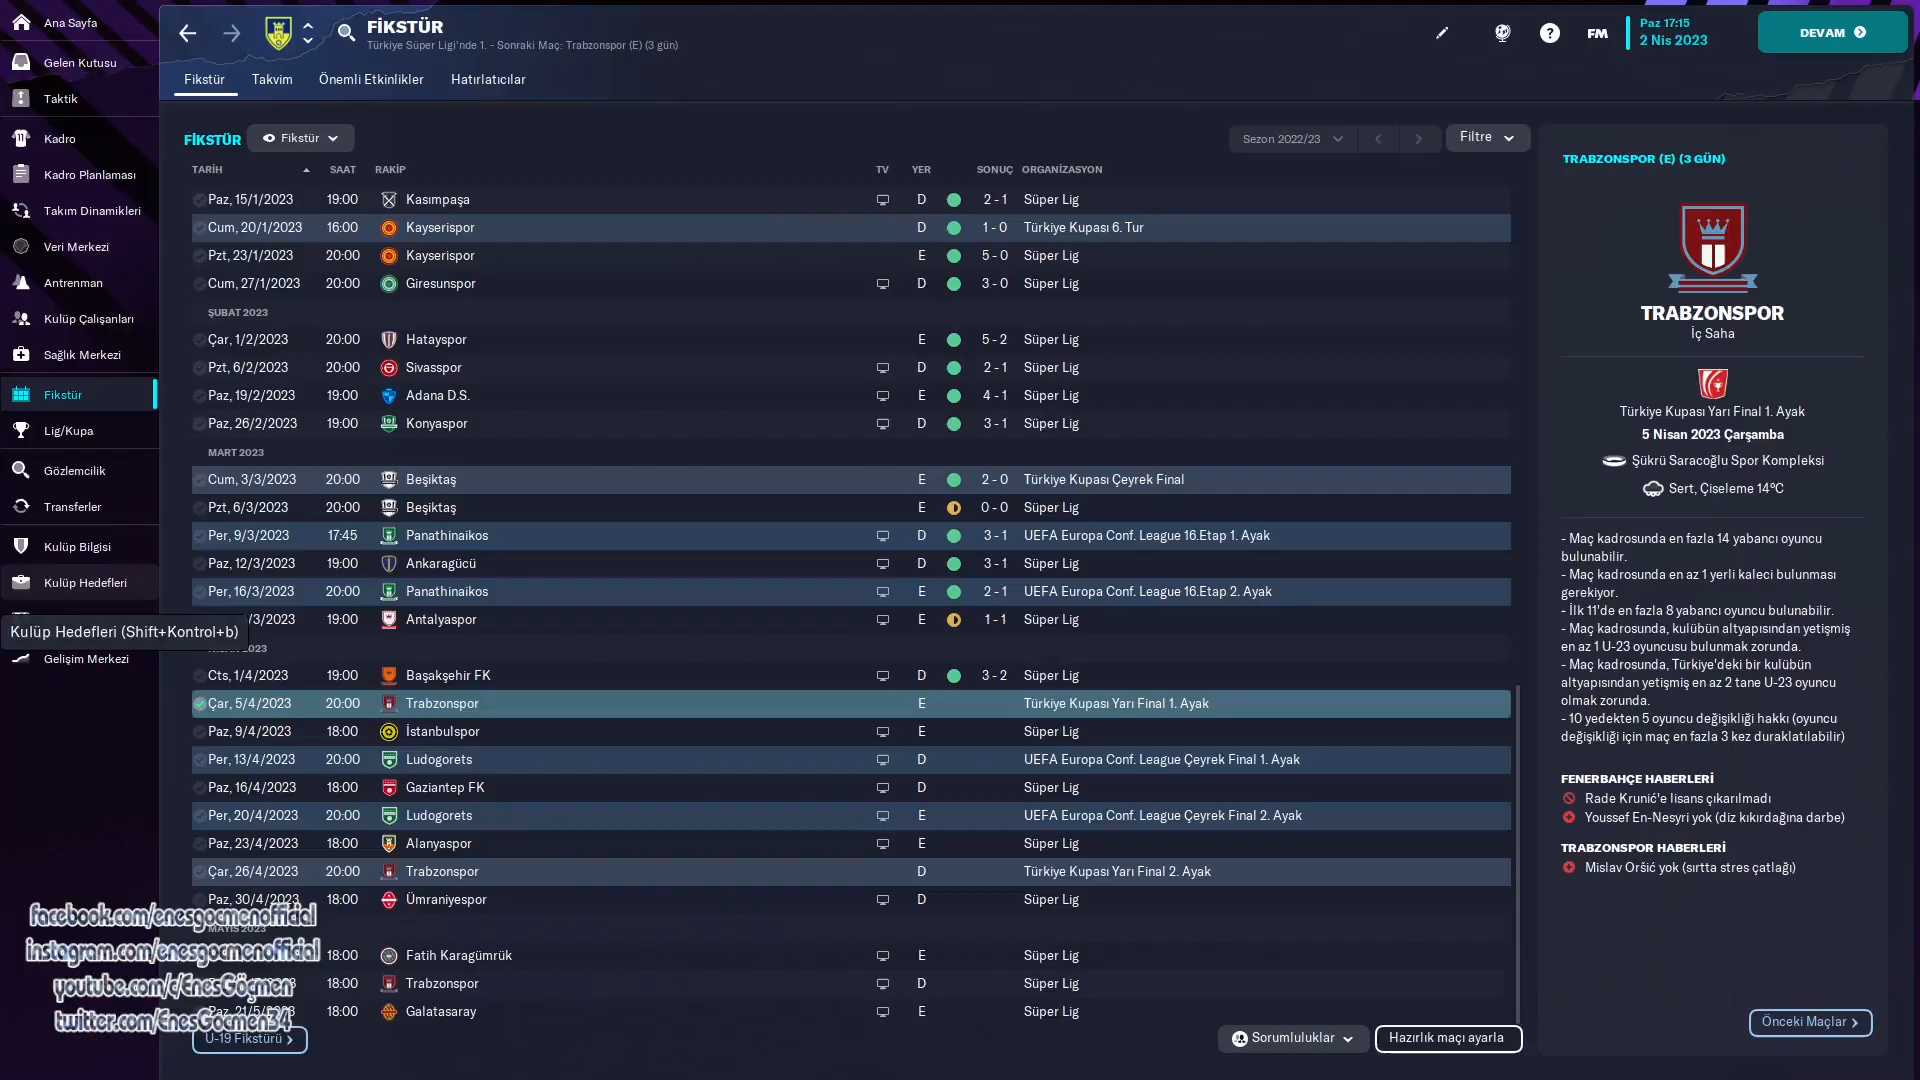 Ana Sayfa
Gelen Kutusu
Taktik
Kadro
Kadro Planlaması
Takım Dinamikleri
Veri Merkezi
Antrenman
Kulüp Çalışanları
Sağlık Merkezi
Fikstür
Lig/Kupa
Gözlemcilik
Transferler
Kulüp Bilgisi
Kulüp Hedefleri
Kulüp Hedefleri (Shift+Kontrol+b)
Gelişim Merkezi
FİKSTÜR
Türkiye Süper Ligi'nde 1. - Sonraki Maç: Trabzonspor (E) (3 gün)
FM
Paz 17:15
2 Nis 2023
DEVAM
Fikstür Takvim Önemli Etkinlikler Hatırlatıcılar
FİKSTÜR Fikstür Sezon 2022/23 Filtre
TARİH SAAT RAKİP TV YER SONUÇ ORGANİZASYON
Paz, 15/1/2023 19:00 Kasımpaşa D 2 - 1 Süper Lig
Cum, 20/1/2023 16:00 Kayserispor D 1 - 0 Türkiye Kupası 6. Tur
Pzt, 23/1/2023 20:00 Kayserispor E 5 - 0 Süper Lig
Cum, 27/1/2023 20:00 Giresunspor D 3 - 0 Süper Lig
ŞUBAT 2023
Çar, 1/2/2023 20:00 Hatayspor E 5 - 2 Süper Lig
Pzt, 6/2/2023 20:00 Sivasspor D 2 - 1 Süper Lig
Paz, 19/2/2023 19:00 Adana D.S. E 4 - 1 Süper Lig
Paz, 26/2/2023 19:00 Konyaspor D 3 - 1 Süper Lig
MART 2023
Cum, 3/3/2023 20:00 Beşiktaş E 2 - 0 Türkiye Kupası Çeyrek Final
Pzt, 6/3/2023 20:00 Beşiktaş E 0 - 0 Süper Lig
Per, 9/3/2023 17:45 Panathinaikos D 3 - 1 UEFA Europa Conf. League 16.Etap 1. Ayak
Paz, 12/3/2023 19:00 Ankaragücü D 3 - 1 Süper Lig
Per, 16/3/2023 20:00 Panathinaikos E 2 - 1 UEFA Europa Conf. League 16.Etap 2. Ayak
/3/2023 19:00 Antalyaspor E 1 - 1 Süper Lig
2023
Cts, 1/4/2023 19:00 Başakşehir FK D 3 - 2 Süper Lig
Çar, 5/4/2023 20:00 Trabzonspor E Türkiye Kupası Yarı Final 1. Ayak
Paz, 9/4/2023 18:00 İstanbulspor E Süper Lig
Per, 13/4/2023 20:00 Ludogorets D UEFA Europa Conf. League Çeyrek Final 1. Ayak
Paz, 16/4/2023 18:00 Gaziantep FK D Süper Lig
Per, 20/4/2023 20:00 Ludogorets E UEFA Europa Conf. League Çeyrek Final 2. Ayak
Paz, 23/4/2023 18:00 Alanyaspor E Süper Lig
Çar, 26/4/2023 20:00 Trabzonspor D Türkiye Kupası Yarı Final 2. Ayak
Paz, 30/4/2023 18:00 Ümraniyespor D Süper Lig
MAYIS 2023
18:00 Fatih Karagümrük E Süper Lig
18:00 Trabzonspor D Süper Lig
Paz, 21/5/2023 18:00 Galatasaray E Süper Lig
U-19 Fikstürü
Sorumluluklar
Hazırlık maçı ayarla
facebook.com/enesgocmenofficial
instagram.com/enesgocmenofficial
youtube.com/c/EnesGöçmen
twitter.com/EnesGocmen34
TRABZONSPOR (E) (3 GÜN)
TRABZONSPOR
İç Saha
Türkiye Kupası Yarı Final 1. Ayak
5 Nisan 2023 Çarşamba
Şükrü Saracoğlu Spor Kompleksi
Sert, Çiseleme 14°C
- Maç kadrosunda en fazla 14 yabancı oyuncu
bulunabilir.
- Maç kadrosunda en az 1 yerli kaleci bulunması
gerekiyor.
- İlk 11'de en fazla 8 yabancı oyuncu bulunabilir.
- Maç kadrosunda, kulübün altyapısından yetişmiş
en az 1 U-23 oyuncusu bulunmak zorunda.
- Maç kadrosunda, Türkiye'deki bir kulübün
altyapısından yetişmiş en az 2 tane U-23 oyuncu
olmak zorunda.
- 10 yedekten 5 oyuncu değişikliği hakkı (oyuncu
değişikliği için maç en fazla 3 kez duraklatılabilir)
FENERBAHÇE HABERLERİ
Rade Krunić'e lisans çıkarılmadı
Youssef En-Nesyri yok (diz kıkırdağına darbe)
TRABZONSPOR HABERLERİ
Mislav Oršić yok (sırtta stres çatlağı)
Önceki Maçlar